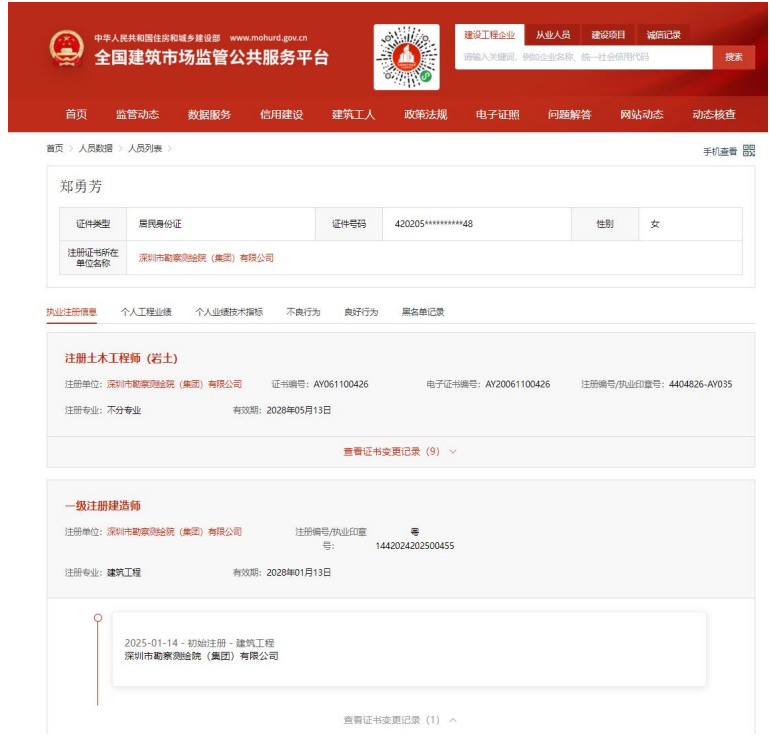 中华人民共和国住房和城乡建设部 www.mohurd.gov.cn
全国建筑市场监管公共服务平台
建设工程企业 从业人员 建设项目 诚信记录
请输入关键词，例如企业名称、统一社会信用代码 搜索
首页 监管动态 数据服务 信用建设 建筑工人 政策法规 电子证照 问题解答 网站动态 动态核查
首页 > 人员数据 > 人员列表 >
手机查看
郑勇芳
证件类型 居民身份证 证件号码 420205**********48 性别 女
注册证书所在
单位名称
深圳市勘察测绘院（集团）有限公司
执业注册信息 个人工程业绩 个人业绩技术指标 不良行为 良好行为 黑名单记录
注册土木工程师（岩土）
注册单位：深圳市勘察测绘院（集团）有限公司 证书编号：AY061100426 电子证书编号：AY20061100426 注册编号/执业印章号：4404826-AY035
注册专业：不分专业 有效期：2028年05月13日
查看证书变更记录（9）
一级注册建造师
注册单位：深圳市勘察测绘院（集团）有限公司 注册编号/执业印章
号： 粤
1442024202500455
注册专业：建筑工程 有效期：2028年01月13日
2025-01-14 - 初始注册 - 建筑工程
深圳市勘察测绘院（集团）有限公司
查看证书变更记录（1）